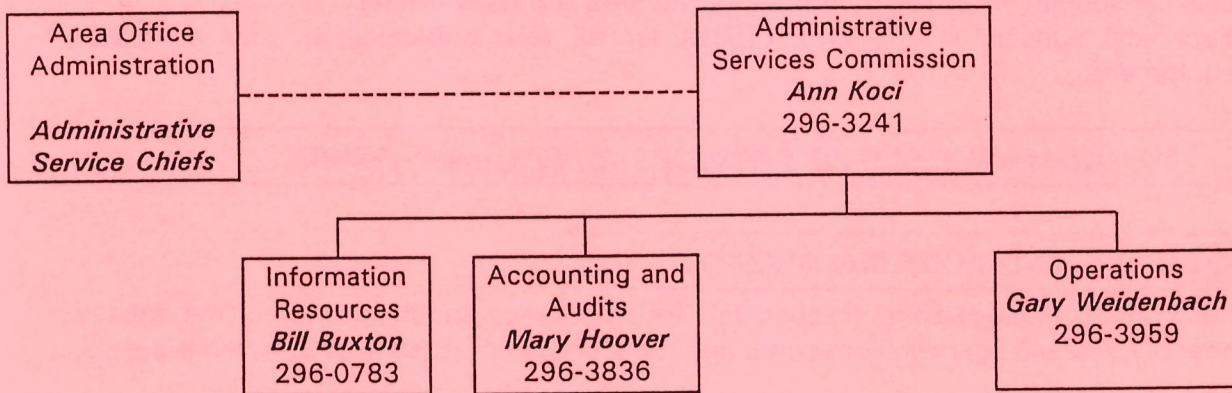 Area Office
Administration
Administrative
Service Chiefs
Administrative
Services Commission
Ann Koci
296-3241
Information
Resources
Bill Buxton
296-0783
Accounting and
Audits
Mary Hoover
296-3836
Operations
Gary Weidenbach
296-3959